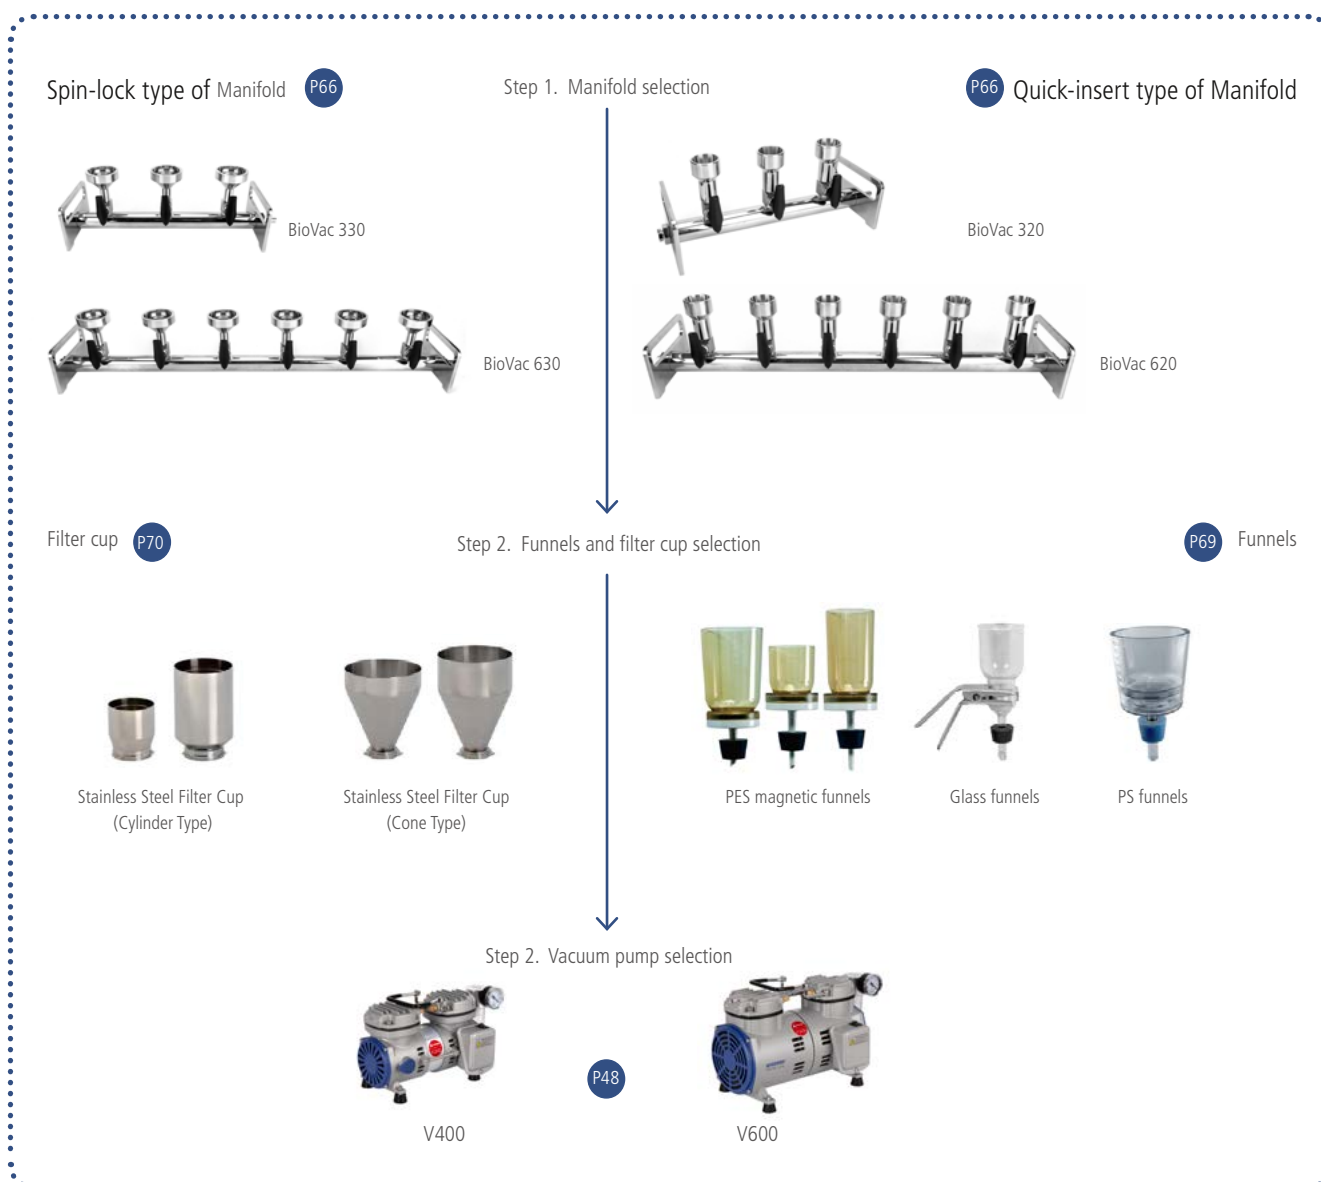 Spin-lock type of Manifold P66
Step 1. Manifold selection
P66 Quick-insert type of Manifold
BioVac 330
BioVac 320
BioVac 630
BioVac 620
Filter cup P70
Step 2. Funnels and filter cup selection
P69 Funnels
Stainless Steel Filter Cup
(Cylinder Type)
Stainless Steel Filter Cup
(Cone Type)
PES magnetic funnels
Glass funnels
PS funnels
Step 2. Vacuum pump selection
P48
V400
V600